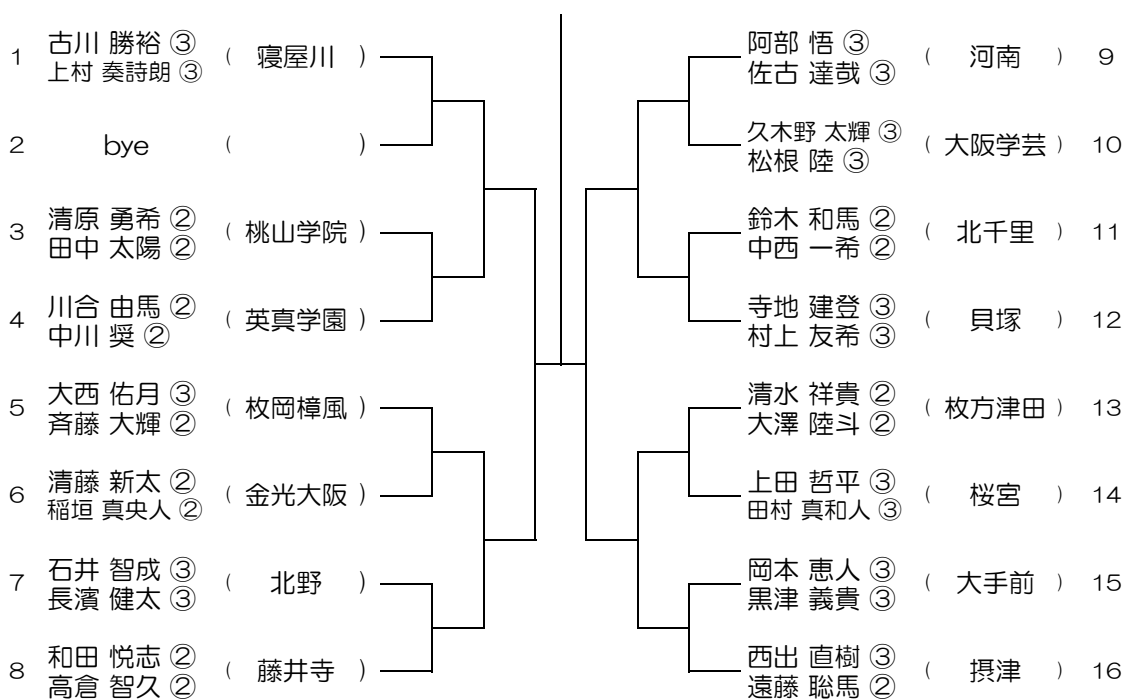 1 古川 勝裕 ③ ( 寝屋川 )
上村 奏詩朗 ③
2 bye ( )
3 清原 勇希 ② ( 桃山学院 )
田中 太陽 ②
4 川合 由馬 ② ( 英真学園 )
中川 奨 ②
5 大西 佑月 ③ ( 枚岡樟風 )
斉藤 大輝 ②
6 清藤 新太 ② ( 金光大阪 )
稲垣 真央人 ②
7 石井 智成 ③ ( 北野 )
長濱 健太 ③
8 和田 悦志 ② ( 藤井寺 )
高倉 智久 ②
阿部 悟 ③ ( 河南 ) 9
佐古 達哉 ③
久木野 太輝 ③ ( 大阪学芸 ) 10
松根 陸 ③
鈴木 和馬 ② ( 北千里 ) 11
中西 一希 ②
寺地 建登 ③ ( 貝塚 ) 12
村上 友希 ③
清水 祥貴 ② ( 枚方津田 ) 13
大澤 陸斗 ②
上田 哲平 ③ ( 桜宮 ) 14
田村 真和人 ③
岡本 恵人 ③ ( 大手前 ) 15
黒津 義貴 ③
西出 直樹 ③ ( 摂津 ) 16
遠藤 聡馬 ②